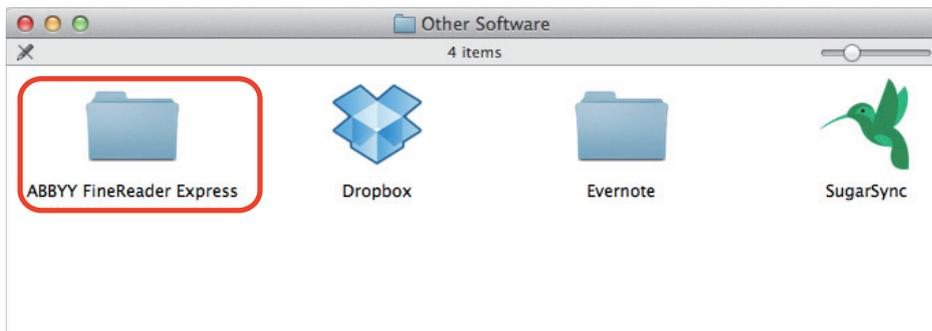 Other Software
4 items
ABBYY FineReader Express Dropbox Evernote SugarSync